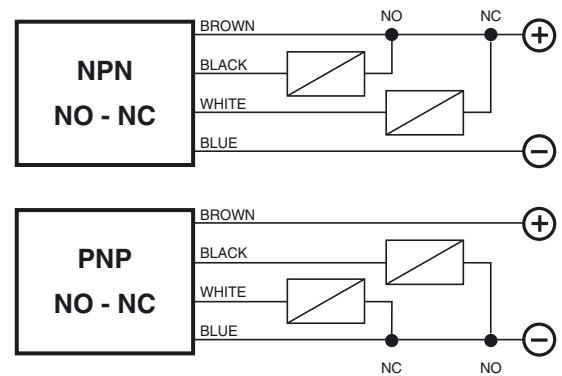 NO NC
BROWN
NPN
NO - NC
BLACK
WHITE
BLUE
+
−
BROWN
PNP
NO - NC
BLACK
WHITE
BLUE
+
−
NC NO